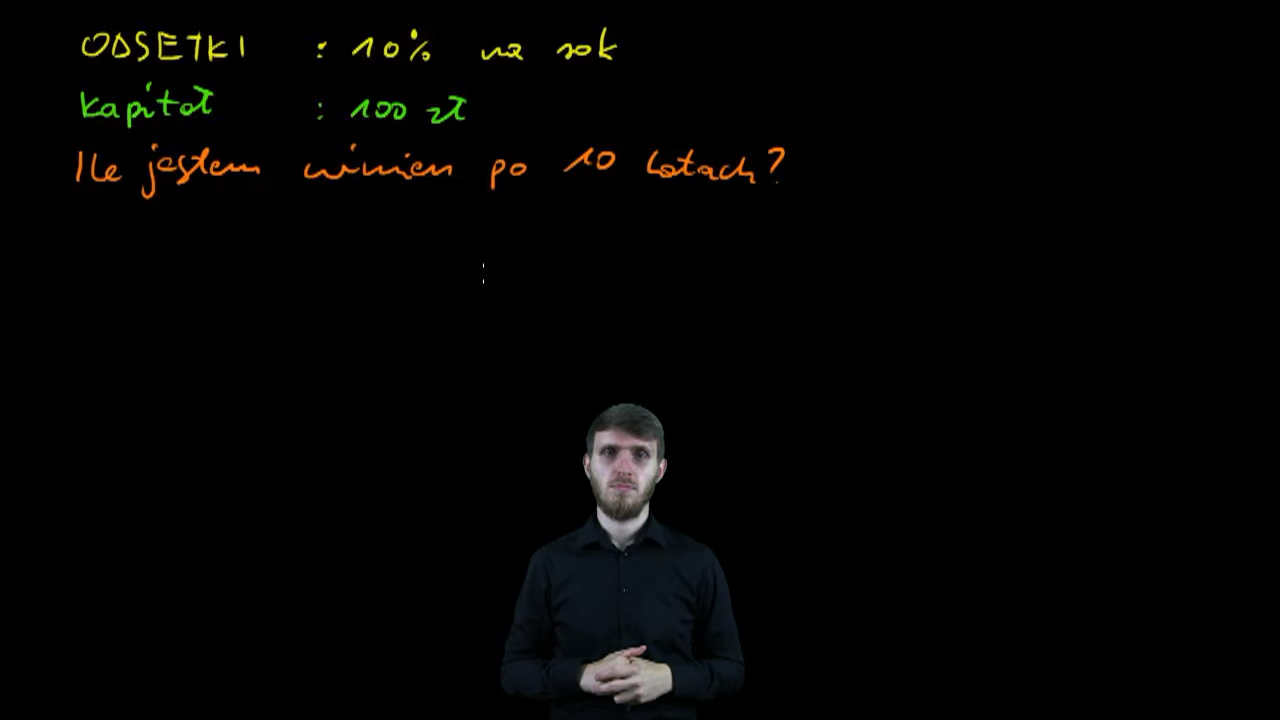 ODSETKI : 10% na rok
Kapitał : 100 zł
Ile jestem winien po 10 latach?